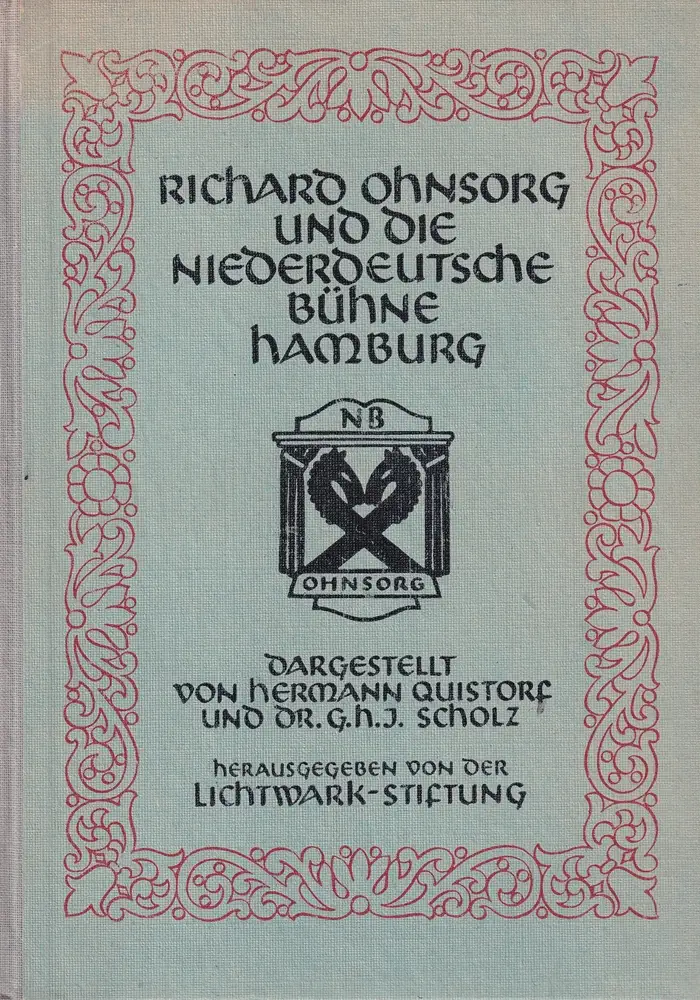 RIChARD OhNSORG
UND DIE
NIEDERDEUTSChE
BÜhNE
hAMBURG
NB
OHNSORG
DARGESTELLT
VON hERMANN QUISTORF
UND DR. G. h. J. SChOLZ
hERAUSGEGEBEN VON DER
LIChTWARK-STIFTUNG